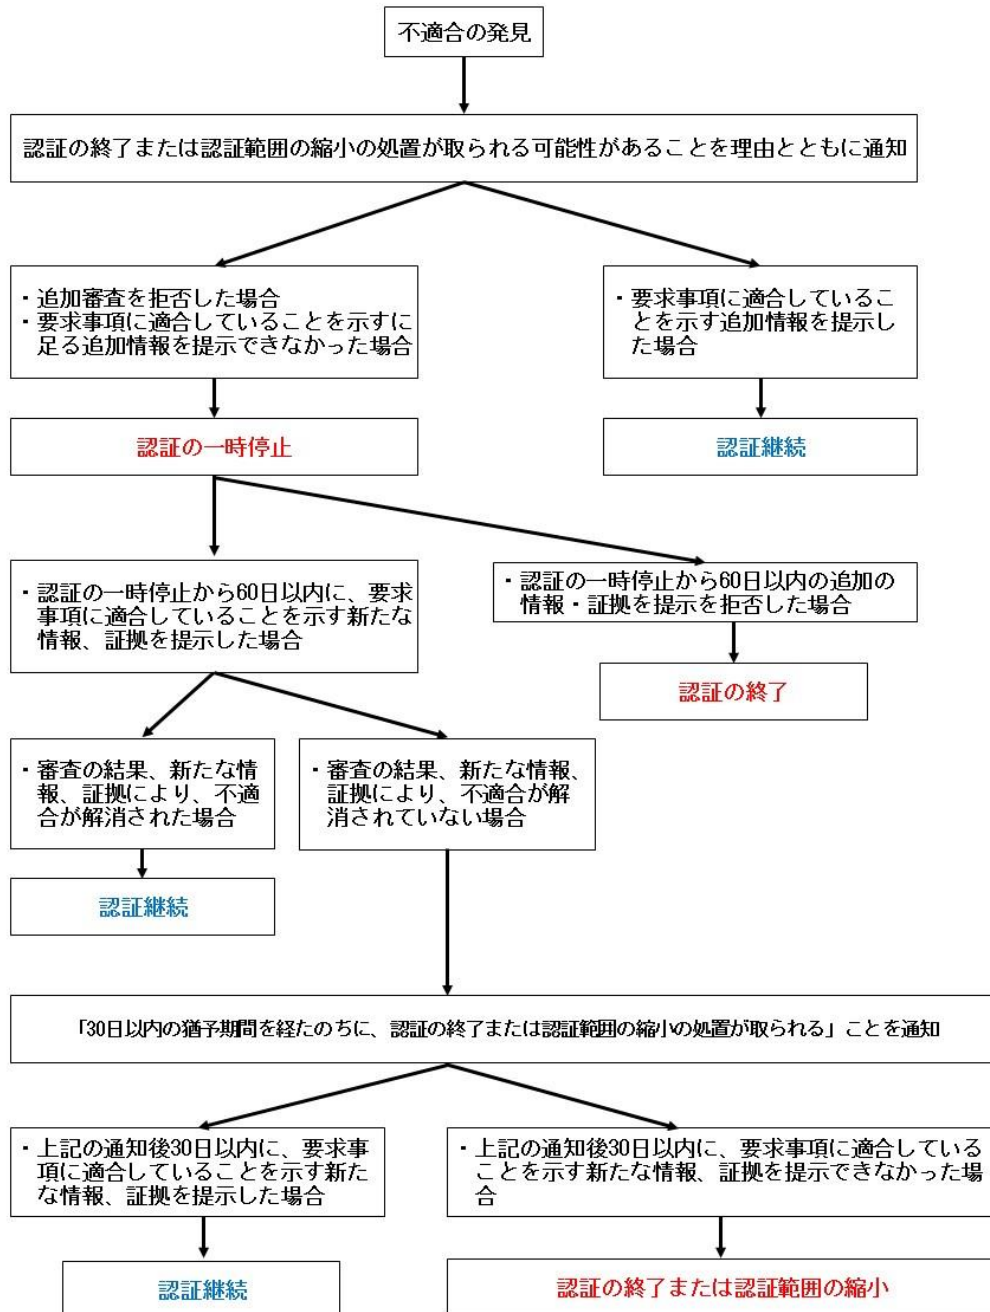 不適合の発見
認証の終了または認証範囲の縮小の処置が取られる可能性があることを理由とともに通知
・追加審査を拒否した場合
・要求事項に適合していることを示すに
足る追加情報を提示できなかった場合
・要求事項に適合しているこ
とを示す追加情報を提示し
た場合
認証の一時停止
認証継続
・認証の一時停止から60日以内に、要求
事項に適合していることを示す新たな
情報、証拠を提示した場合
・認証の一時停止から60日以内の追加の
情報・証拠を提示を拒否した場合
認証の終了
・審査の結果、新たな情
報、証拠により、不適
合が解消された場合
・審査の結果、新たな情報、
証拠により、不適合が解
消されていない場合
認証継続
「30日以内の猶予期間を経たのちに、認証の終了または認証範囲の縮小の処置が取られる」ことを通知
・上記の通知後30日以内に、要求事
項に適合していることを示す新た
な情報、証拠を提示した場合
・上記の通知後30日以内に、要求事項に適合している
ことを示す新たな情報、証拠を提示できなかった場
合
認証継続
認証の終了または認証範囲の縮小